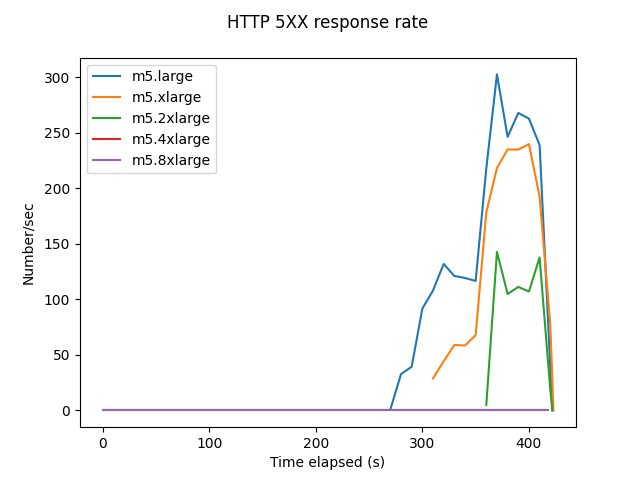 HTTP 5XX response rate
m5.large
m5.xlarge
m5.2xlarge
m5.4xlarge
m5.8xlarge
300
250
200
150
100
50
0
Number/sec
0 100 200 300 400
Time elapsed (s)